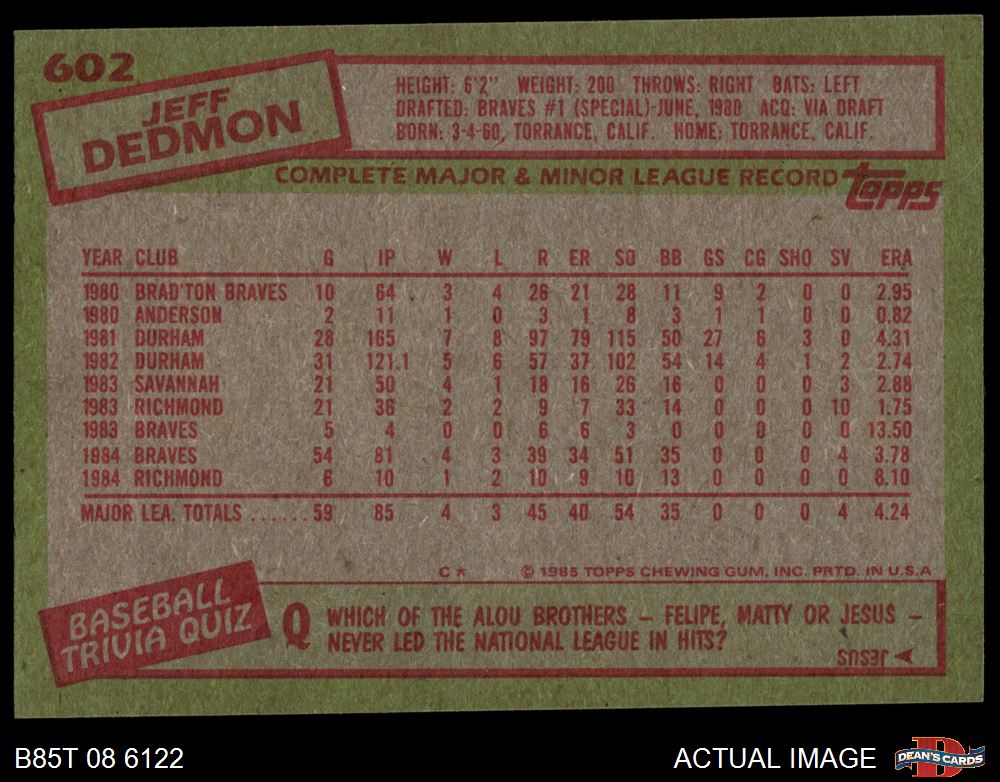 602
JEFF
DEDMON
HEIGHT: 6'2" WEIGHT: 200 THROWS: RIGHT BATS: LEFT
DRAFTED: BRAVES #1 (SPECIAL)-JUNE, 1980 ACQ: VIA DRAFT
BORN: 3-4-60, TORRANCE, CALIF. HOME: TORRANCE, CALIF.
COMPLETE MAJOR & MINOR LEAGUE RECORD topps
YEAR CLUB G IP W L R ER SO BB GS CG SHO SV ERA
1980 BRAD'TON BRAVES 10 64 3 4 26 21 28 11 9 2 0 0 2.95
1980 ANDERSON 2 11 1 0 3 1 8 3 1 1 0 0 0.82
1981 DURHAM 28 165 7 8 97 79 115 50 27 6 3 0 4.31
1982 DURHAM 31 121.1 5 6 57 37 102 54 14 4 1 2 2.74
1983 SAVANNAH 21 50 4 1 18 16 26 16 0 0 0 3 2.88
1983 RICHMOND 21 36 2 2 9 7 33 14 0 0 0 10 1.75
1983 BRAVES 5 4 0 0 6 6 3 0 0 0 0 0 13.50
1984 BRAVES 54 81 4 3 39 34 51 35 0 0 0 4 3.78
1984 RICHMOND 6 10 1 2 10 9 10 13 0 0 0 0 8.10
MAJOR LEA. TOTALS ...... 59 85 4 3 45 40 54 35 0 0 0 4 4.24
C* © 1985 TOPPS CHEWING GUM, INC. PRTD. IN U.S.A
BASEBALL
TRIVIA QUIZ
Q WHICH OF THE ALOU BROTHERS – FELIPE, MATTY OR JESUS –
NEVER LED THE NATIONAL LEAGUE IN HITS?
JESUS
B85T 08 6122
ACTUAL IMAGE
D
DEAN'S CARDS